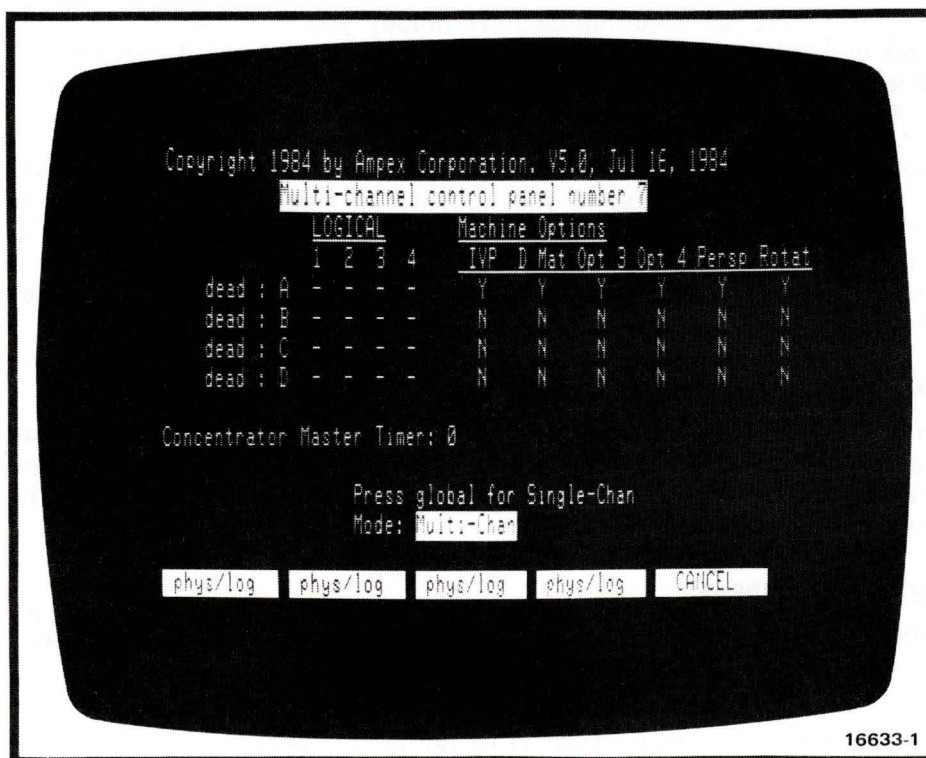 Copyright 1984 by Ampex Corporation. V5.0, Jul 16, 1984
Multi-channel control panel number 7
LOGICAL Machine Options
1 2 3 4 IVP D Mat Opt 3 Opt 4 Persp Rotat
dead : A - - - - Y Y Y Y Y Y
dead : B - - - - N N N N N N
dead : C - - - - N N N N N N
dead : D - - - - N N N N N N
Concentrator Master Timer: 0
Press global for Single-Chan
Mode: Multi-Chan
phys/log phys/log phys/log phys/log CANCEL
16633-1